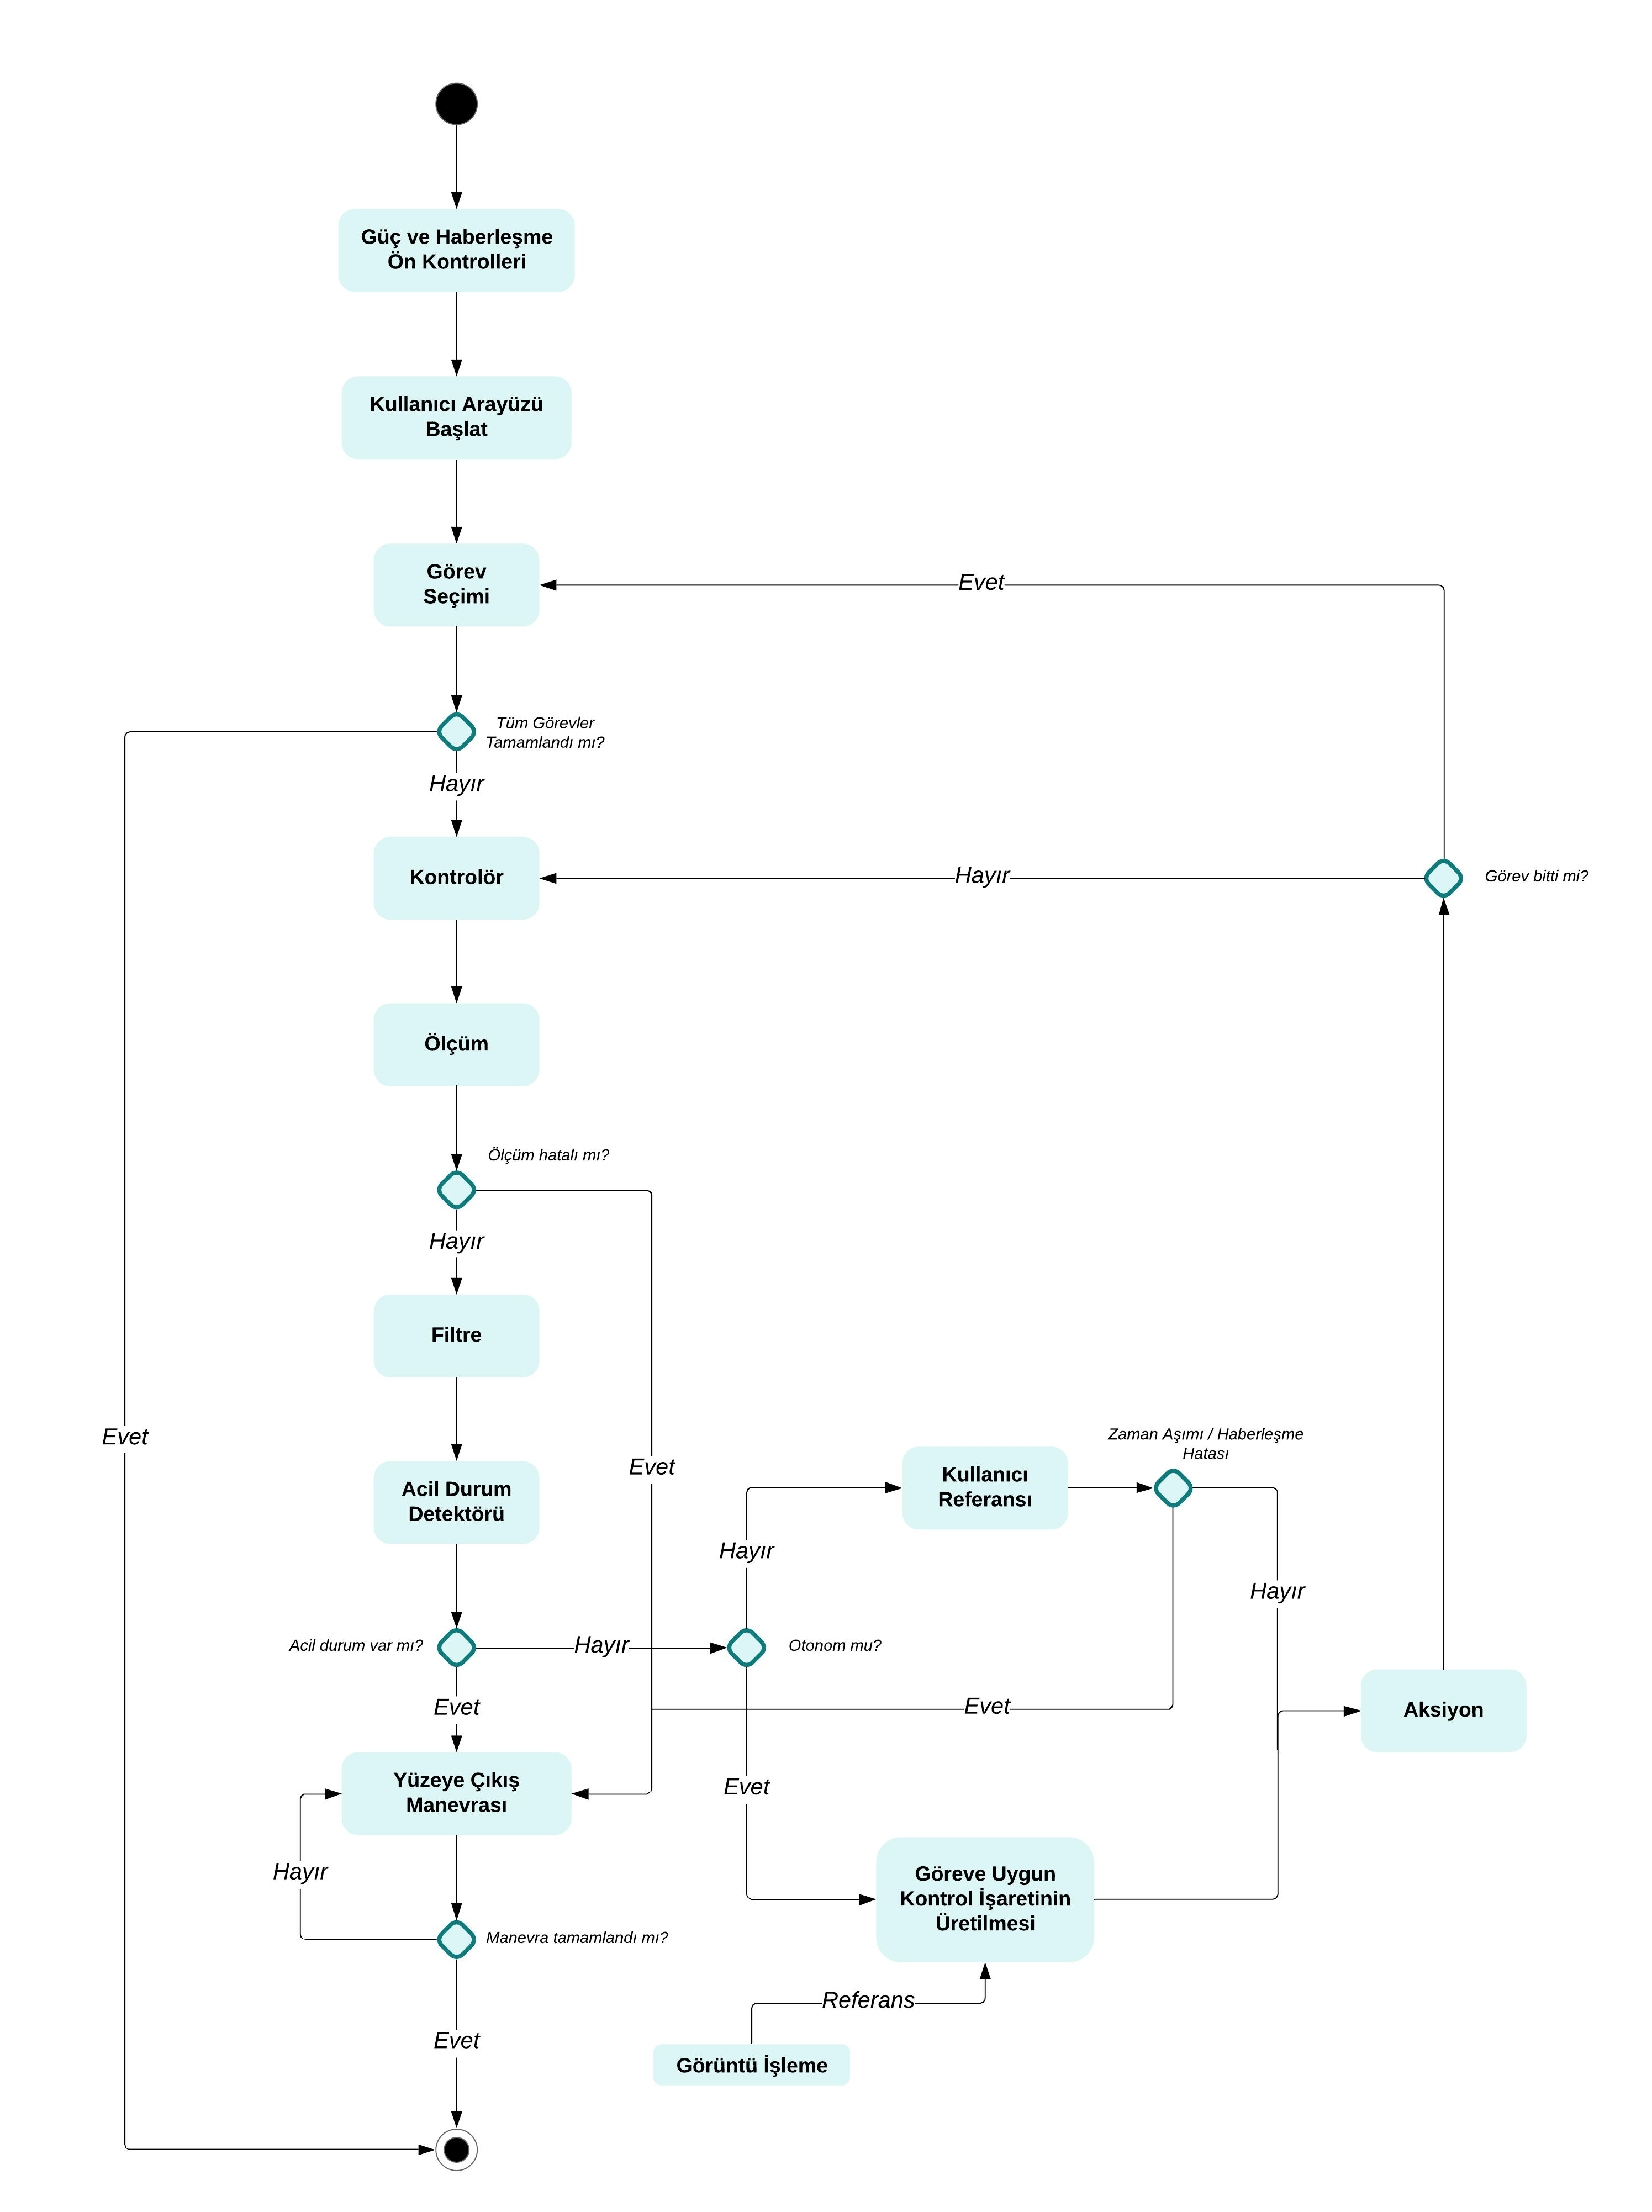 Güç ve Haberleşme
Ön Kontrolleri
Kullanıcı Arayüzü
Başlat
Görev
Seçimi
Evet
Tüm Görevler
Tamamlandı mı?
Hayır
Kontrolör
Hayır
Görev bitti mi?
Ölçüm
Ölçüm hatalı mı?
Hayır
Filtre
Evet
Evet
Acil Durum
Detektörü
Kullanıcı
Referansı
Zaman Aşımı / Haberleşme
Hatası
Hayır
Hayır
Acil durum var mı?
Hayır
Otonom mu?
Evet
Evet
Aksiyon
Yüzeye Çıkış
Manevrası
Evet
Hayır
Göreve Uygun
Kontrol İşaretinin
Üretilmesi
Manevra tamamlandı mı?
Referans
Evet
Görüntü İşleme